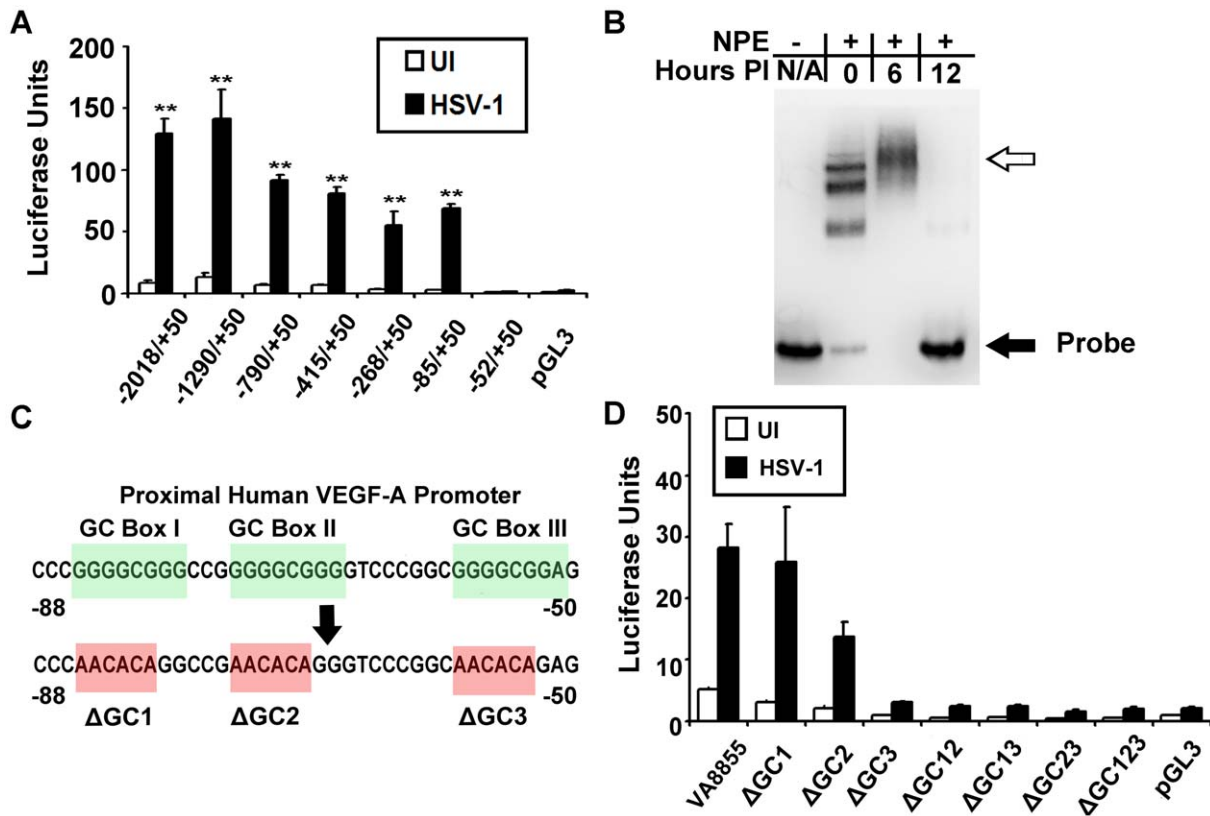 A
Luciferase Units
200
150
100
50
0
UI
HSV-1
**
**
**
**
**
**
-2018/+50
-1290/+50
-790/+50
-415/+50
-268/+50
-85/+50
-52/+50
pGL3
B
NPE - + + +
Hours PI N/A 0 6 12
Probe
C
Proximal Human VEGF-A Promoter
GC Box I GC Box II GC Box III
CCCGGGGCGGGCCGGGGGCGGGGTCCCGGCGGGGCGGAG
-88 -50
CCCAACACAGGCCGAACACAGGGTCCCGGCAACACAGAG
-88 -50
ΔGC1 ΔGC2 ΔGC3
D
Luciferase Units
50
40
30
20
10
0
UI
HSV-1
VA8855
ΔGC1
ΔGC2
ΔGC3
ΔGC12
ΔGC13
ΔGC23
ΔGC123
pGL3